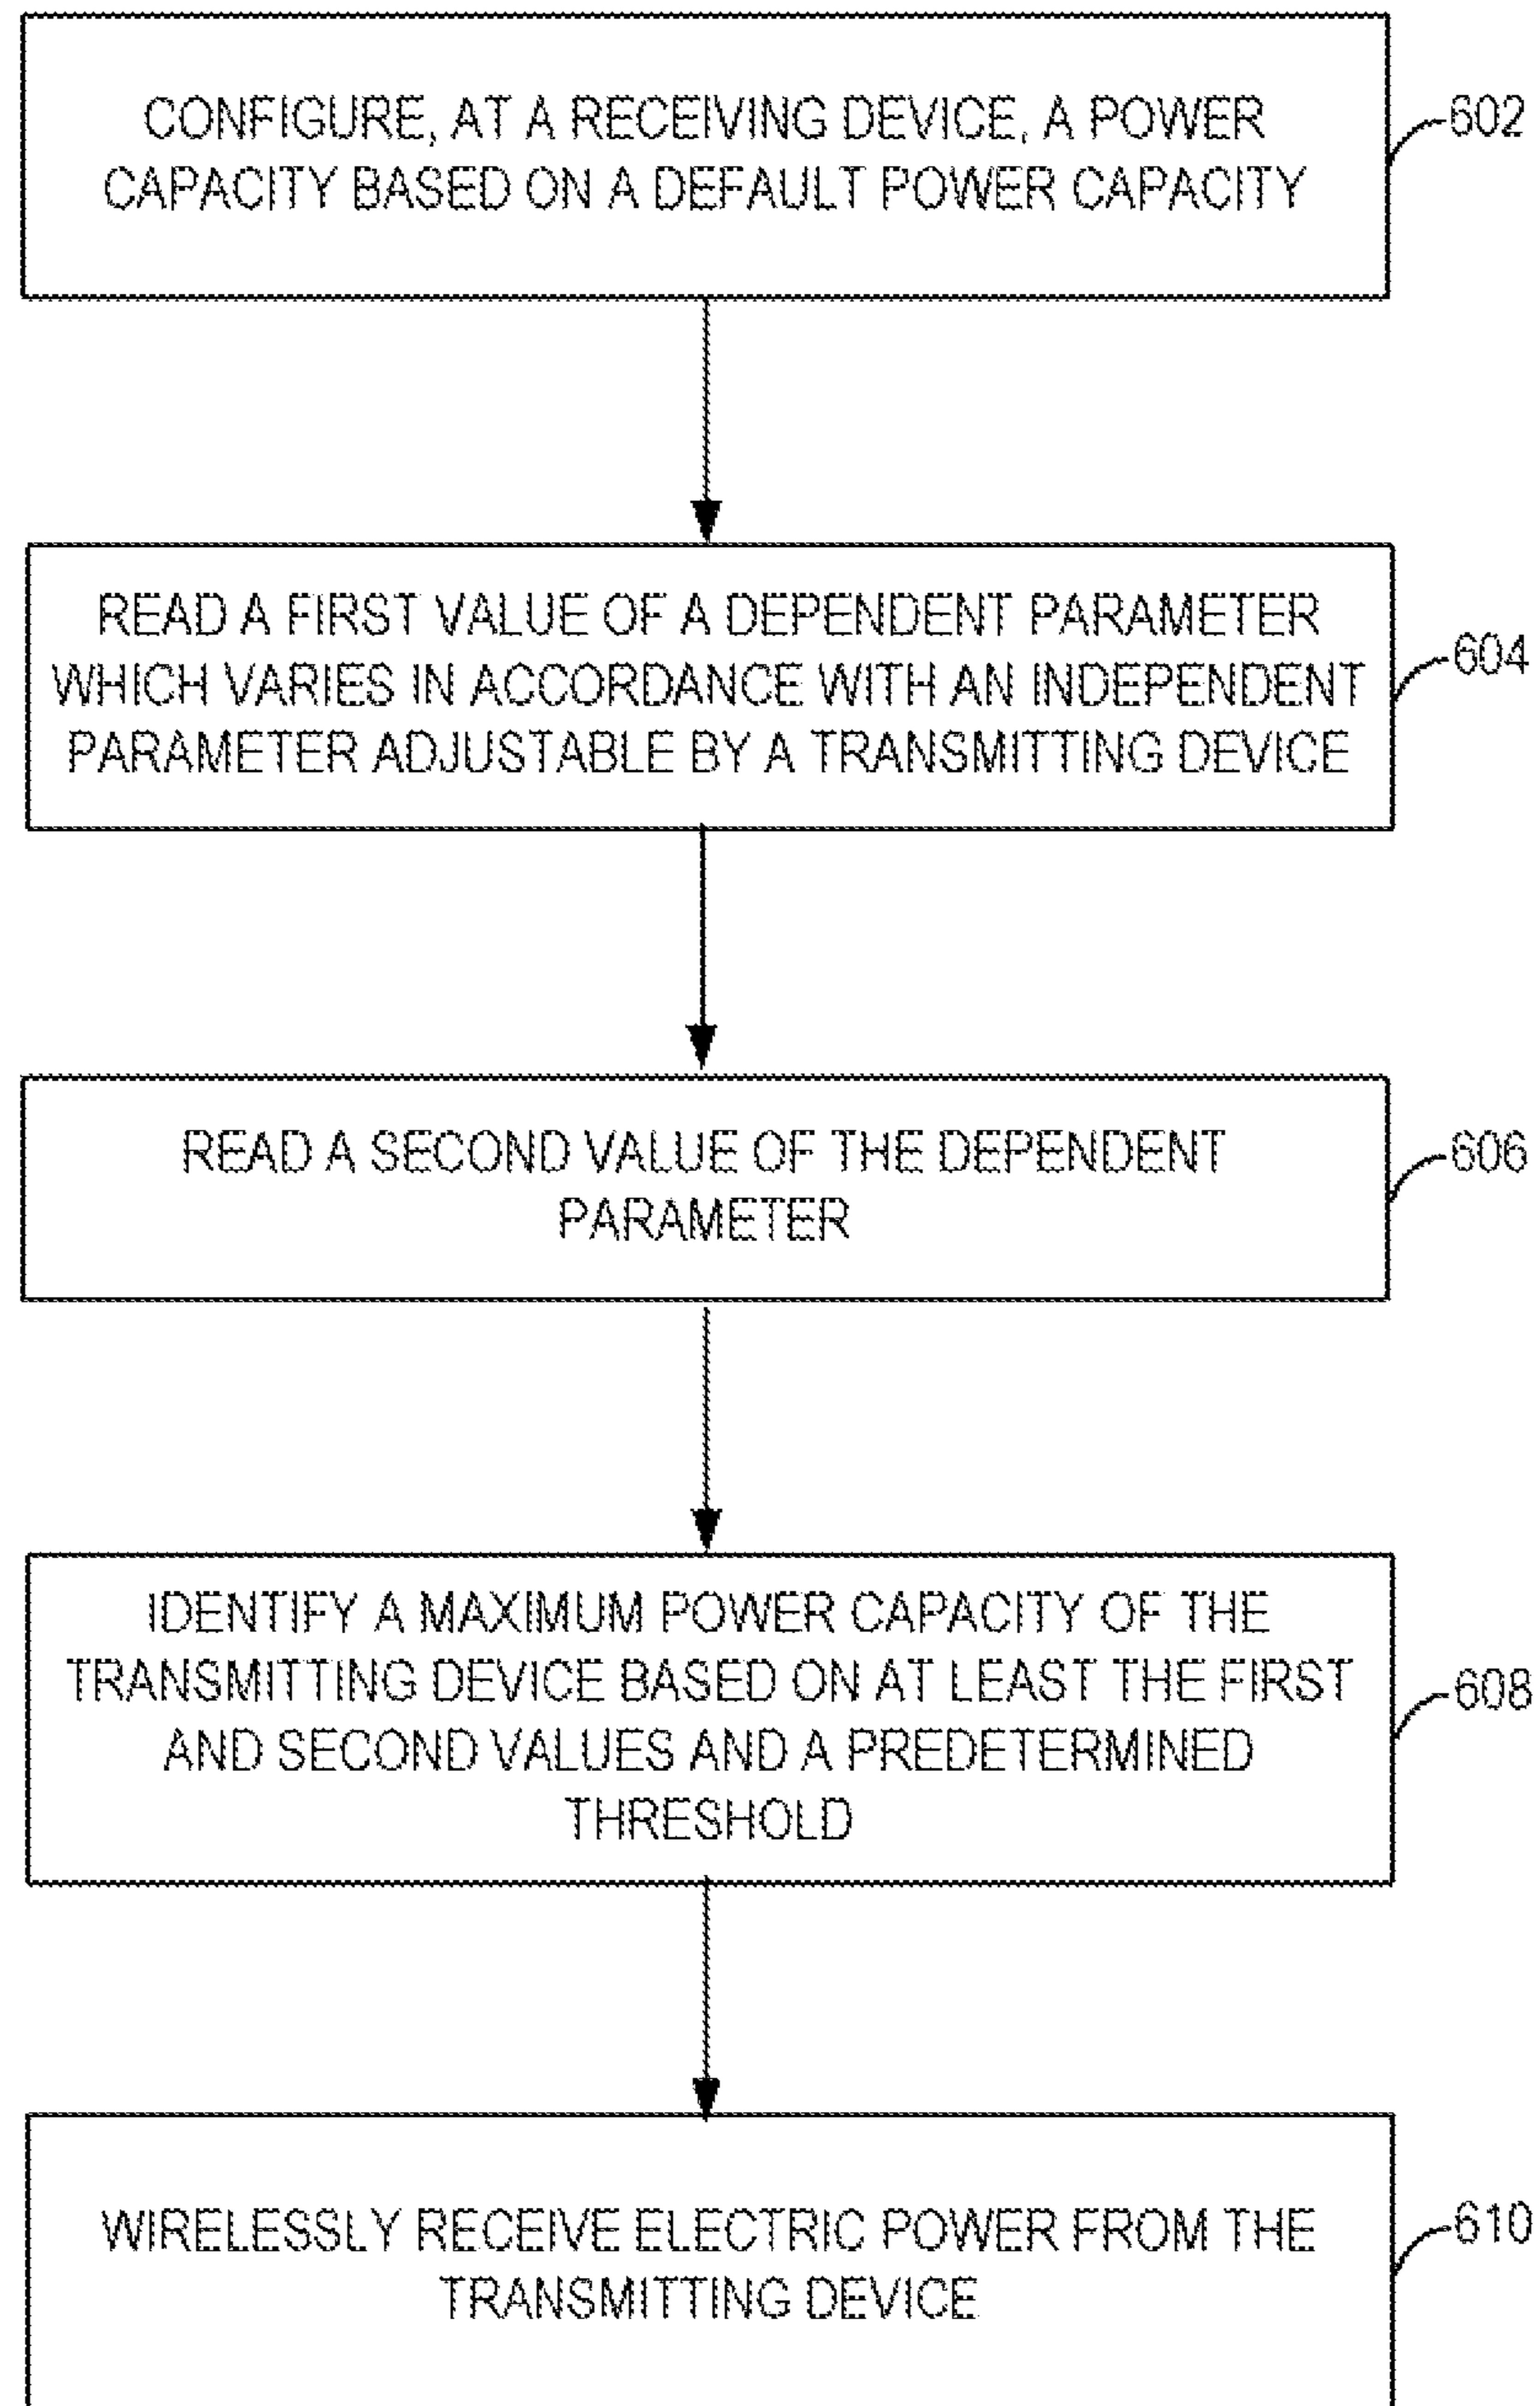 CONFIGURE, AT A RECEIVING DEVICE, A POWER
CAPACITY BASED ON A DEFAULT POWER CAPACITY
602
READ A FIRST VALUE OF A DEPENDENT PARAMETER
WHICH VARIES IN ACCORDANCE WITH AN INDEPENDENT
PARAMETER ADJUSTABLE BY A TRANSMITTING DEVICE
604
READ A SECOND VALUE OF THE DEPENDENT
PARAMETER
606
IDENTIFY A MAXIMUM POWER CAPACITY OF THE
TRANSMITTING DEVICE BASED ON AT LEAST THE FIRST
AND SECOND VALUES AND A PREDETERMINED
THRESHOLD
608
WIRELESSLY RECEIVE ELECTRIC POWER FROM THE
TRANSMITTING DEVICE
610